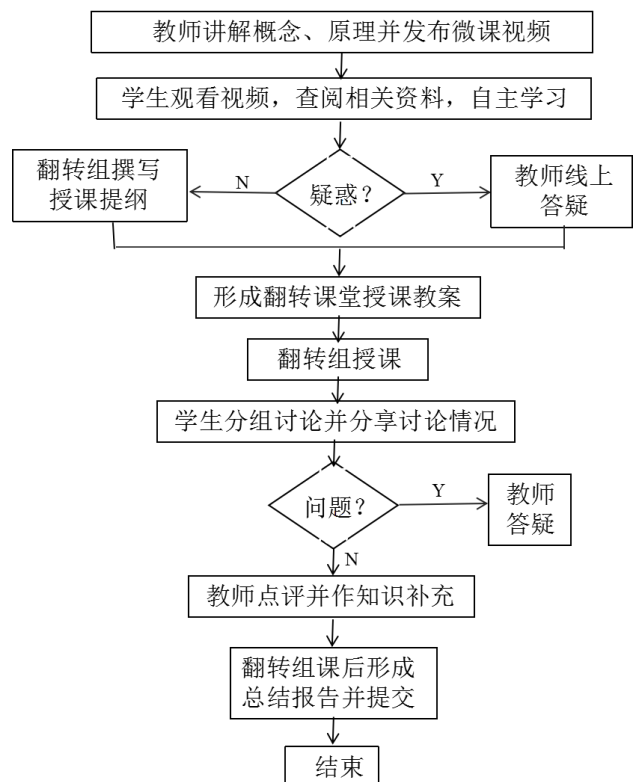 教师讲解概念、原理并发布微课视频
学生观看视频，查阅相关资料，自主学习
翻转组撰写
授课提纲
N
疑惑？
Y
教师线上
答疑
形成翻转课堂授课教案
翻转组授课
学生分组讨论并分享讨论情况
问题？
Y
教师
答疑
N
教师点评并作知识补充
翻转组课后形成
总结报告并提交
结束